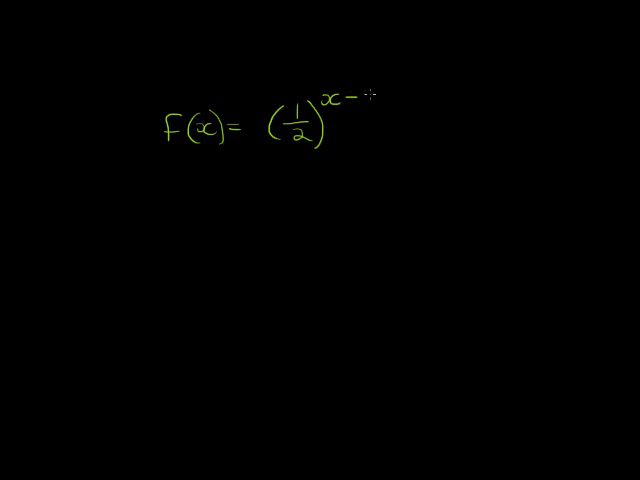 F(x) = (1/2)^{x -